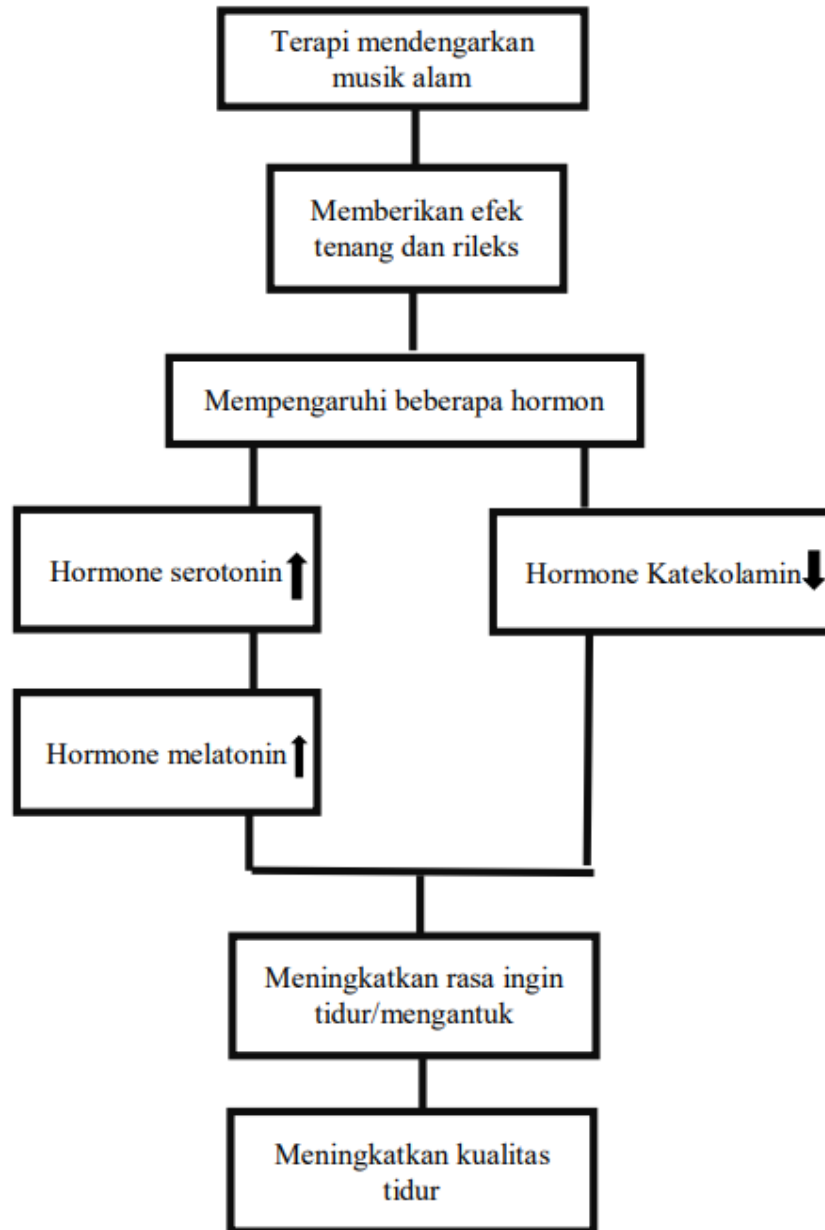 Terapi mendengarkan
musik alam
Memberikan efek
tenang dan rileks
Mempengaruhi beberapa hormon
Hormone serotonin
Hormone Katekolamin
Hormone melatonin
Meningkatkan rasa ingin
tidur/mengantuk
Meningkatkan kualitas
tidur